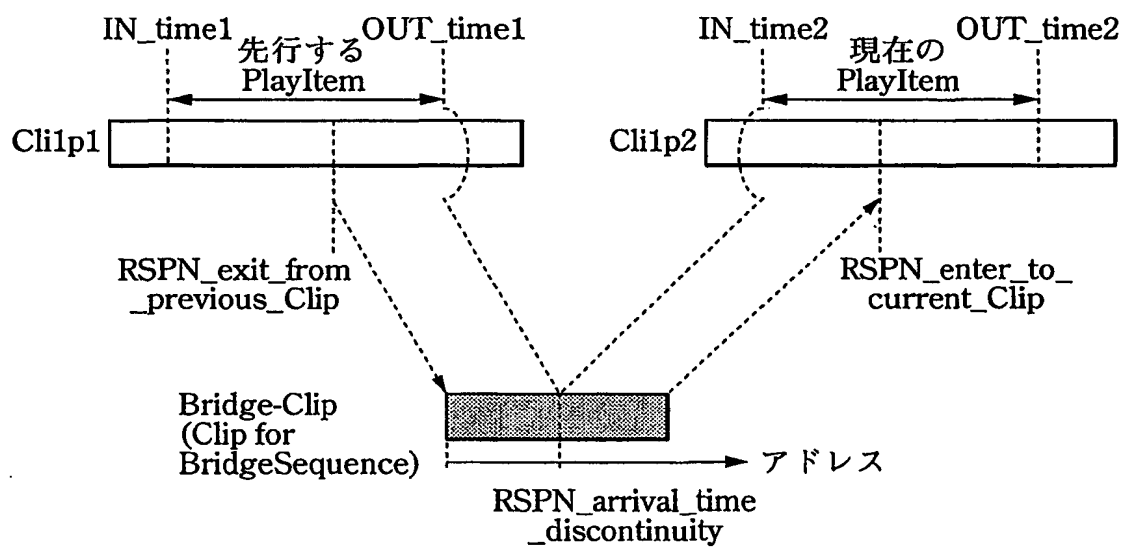 IN_time1
OUT_time1
先行する
PlayItem
IN_time2
OUT_time2
現在の
PlayItem
Cli1p1
Cli1p2
RSPN_exit_from
_previous_Clip
RSPN_enter_to_
current_Clip
Bridge-Clip
(Clip for
BridgeSequence)
アドレス
RSPN_arrival_time
_discontinuity